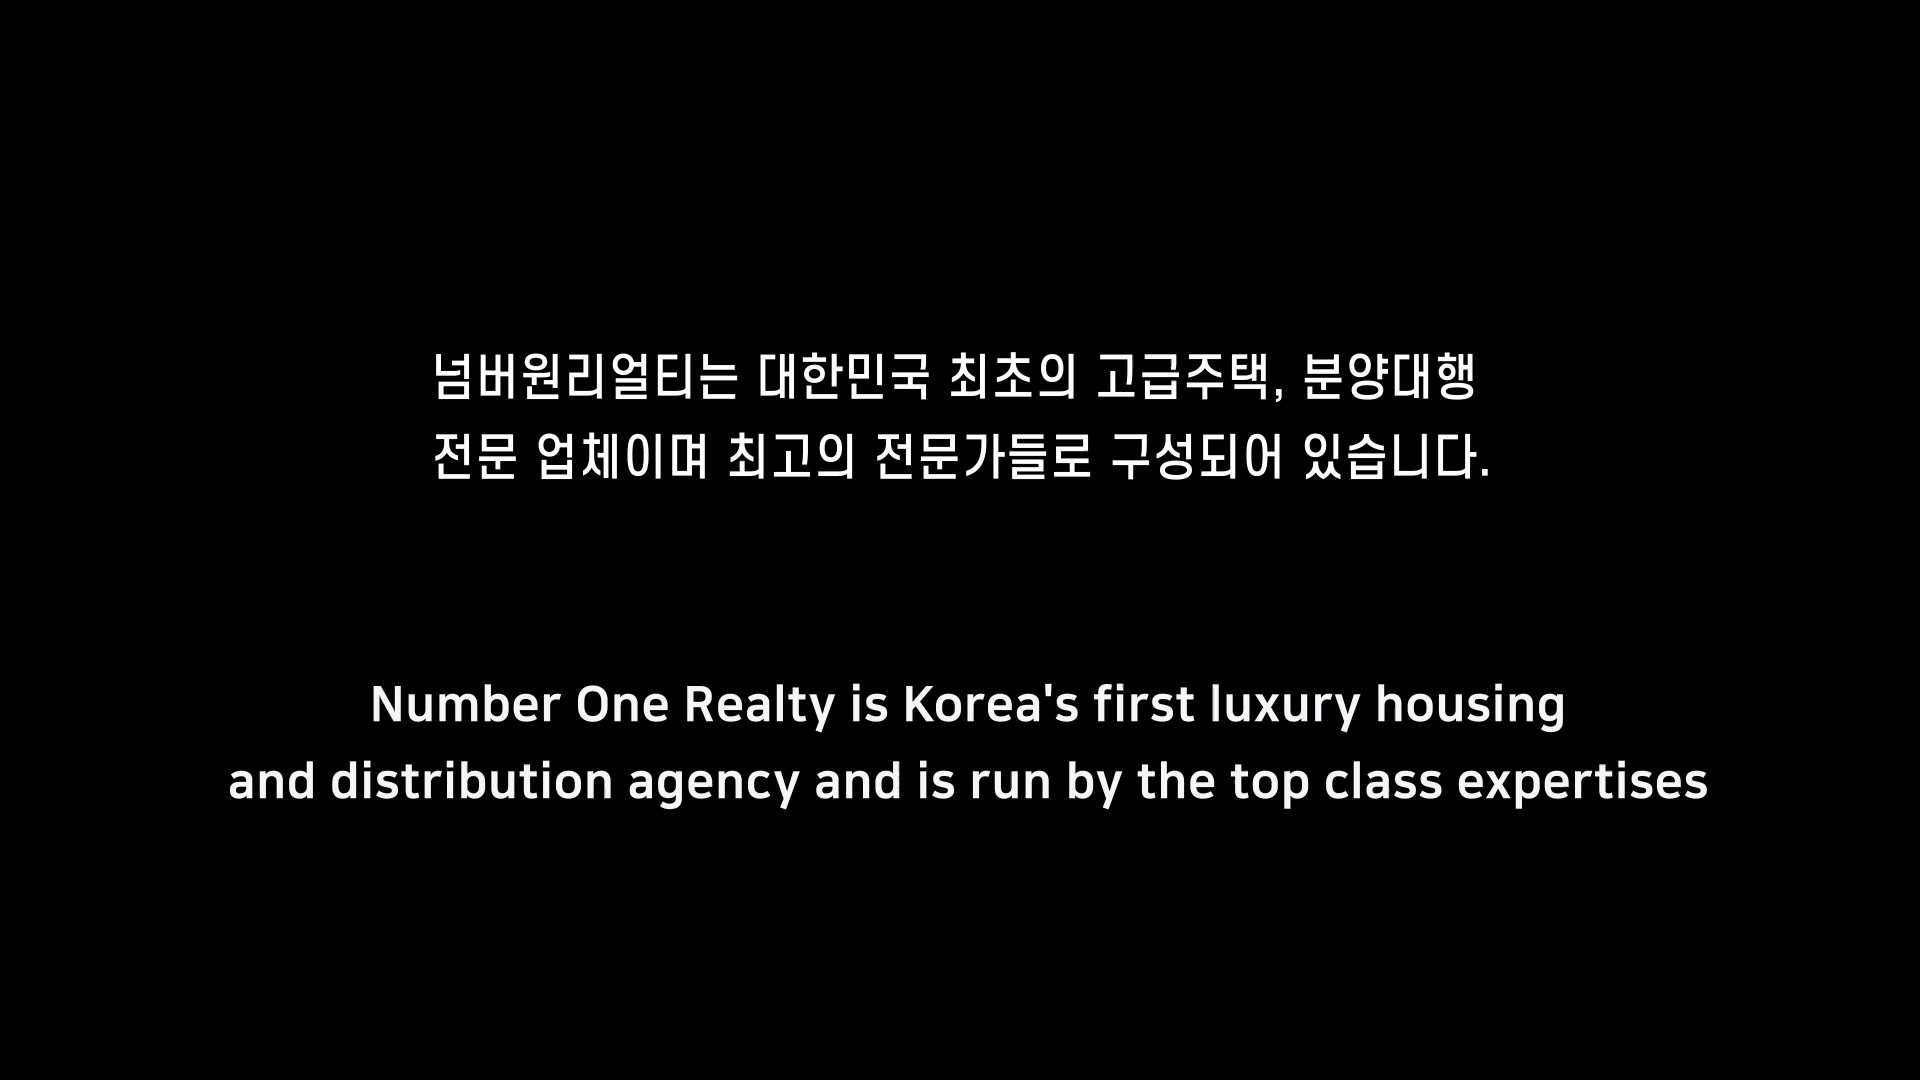 넘버원리얼티는 대한민국 최초의 고급주택, 분양대행
전문 업체이며 최고의 전문가들로 구성되어 있습니다.
Number One Realty is Korea's first luxury housing
and distribution agency and is run by the top class expertises